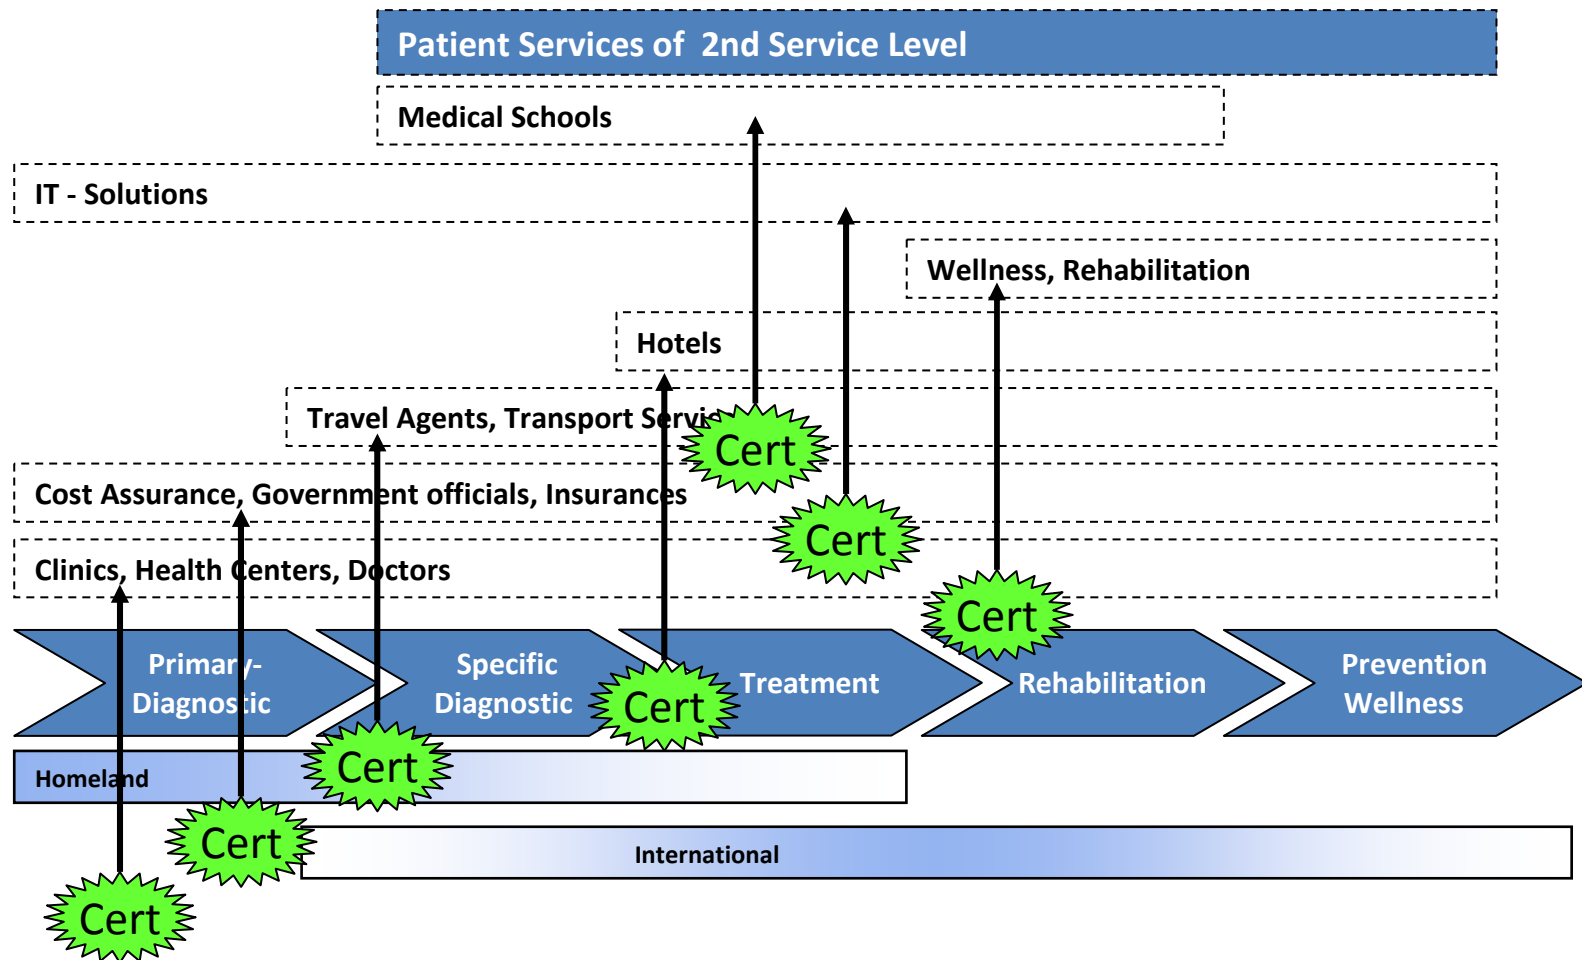 Patient Services of  2nd Service Level
Medical Schools
IT - Solutions
Wellness, Rehabilitation
Hotels
Travel Agents, Transport Servi
Cert
Cost Assurance, Government officials, Insurances
Cert
Clinics, Health Centers, Doctors
Cert
Primary-
Diagnostic
Specific
Diagnostic
Treatment
Rehabilitation
Prevention
Wellness
Cert
Cert
Homeland
Cert
International
Cert